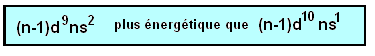 (n-1)d⁹ns² plus énergétique que (n-1)d¹⁰ ns¹